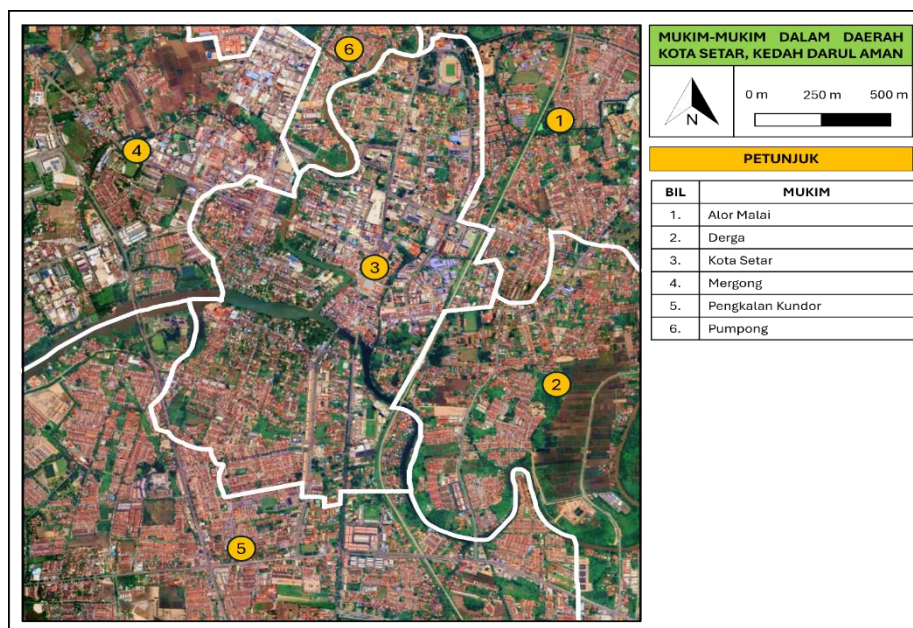 MUKIM-MUKIM DALAM DAERAH
KOTA SETAR, KEDAH DARUL AMAN
N
0 m 250 m 500 m
PETUNJUK
BIL MUKIM
1. Alor Malai
2. Derga
3. Kota Setar
4. Mergong
5. Pengkalan Kundor
6. Pumpong
6
1
4
3
2
5